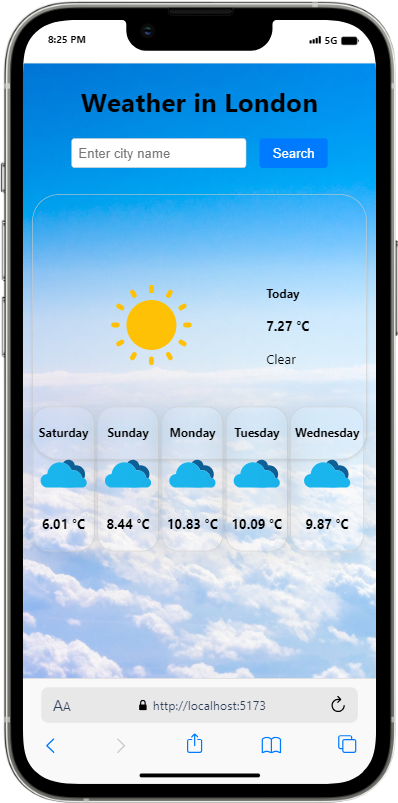 8:25 PM 5G
Weather in London
Enter city name Search
Today
7.27 °C
Clear
Saturday Sunday Monday Tuesday Wednesday
6.01 °C 8.44 °C 10.83 °C 10.09 °C 9.87 °C
AA http://localhost:5173